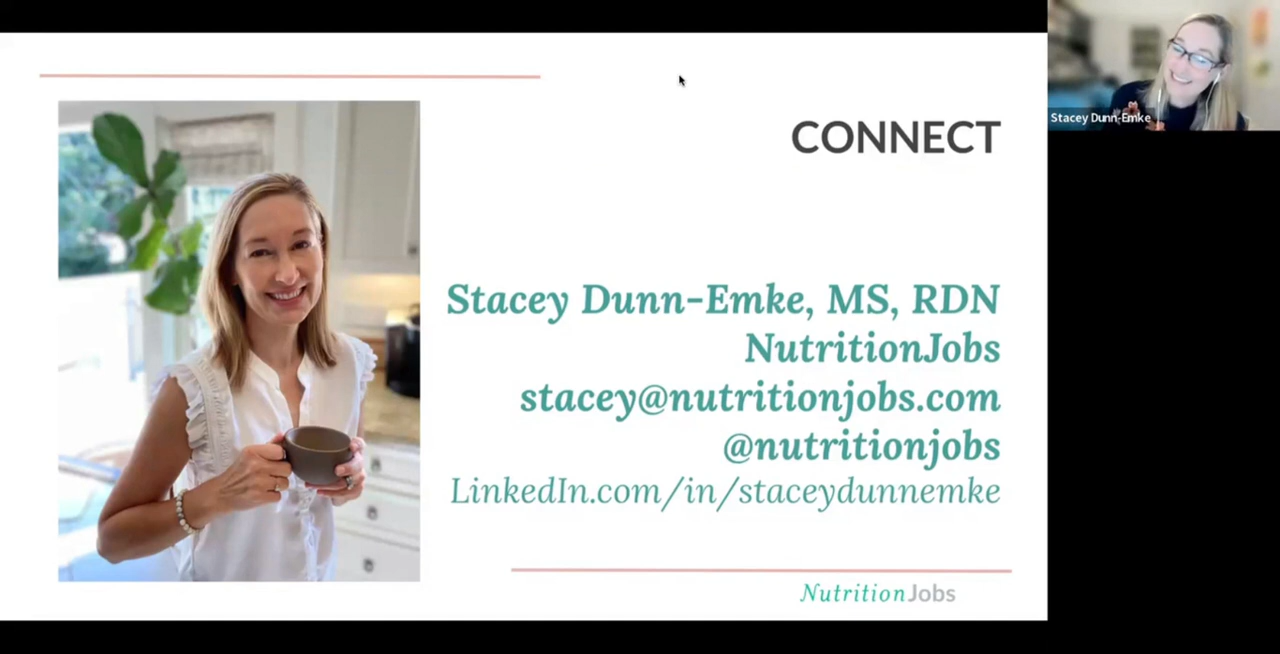 CONNECT
Stacey Dunn-Emke, MS, RDN
NutritionJobs
stacey@nutritionjobs.com
@nutritionjobs
LinkedIn.com/in/staceydunnemke
NutritionJobs
Stacey Dunn-Emke